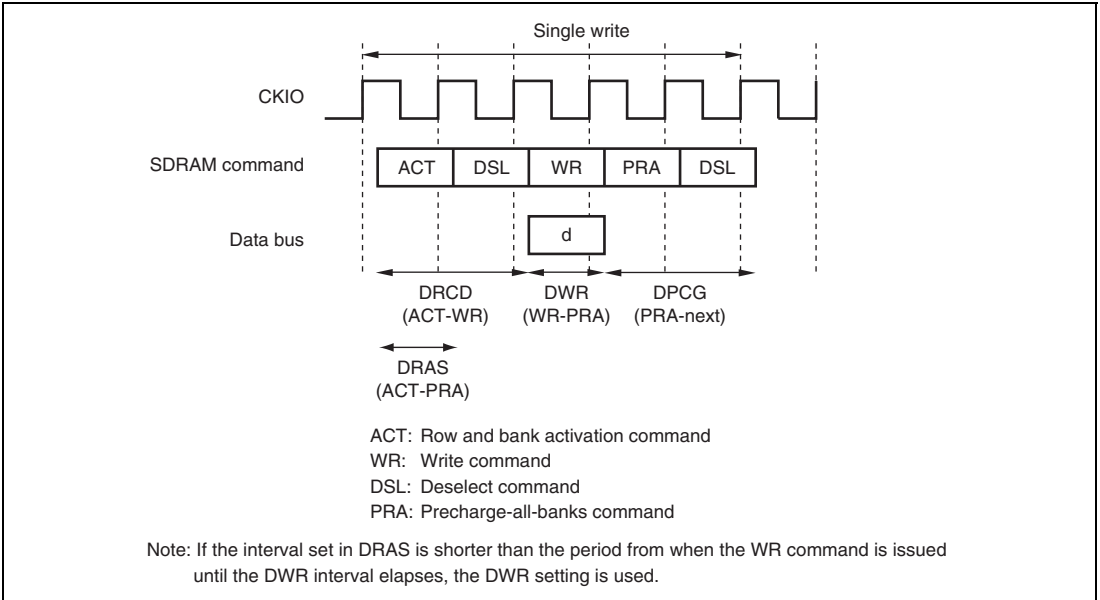 Single write
CKIO
SDRAM command
ACT DSL WR PRA DSL
Data bus
d
DRCD DWR DPCG
(ACT-WR) (WR-PRA) (PRA-next)
DRAS
(ACT-PRA)
ACT: Row and bank activation command
WR: Write command
DSL: Deselect command
PRA: Precharge-all-banks command
Note: If the interval set in DRAS is shorter than the period from when the WR command is issued
until the DWR interval elapses, the DWR setting is used.